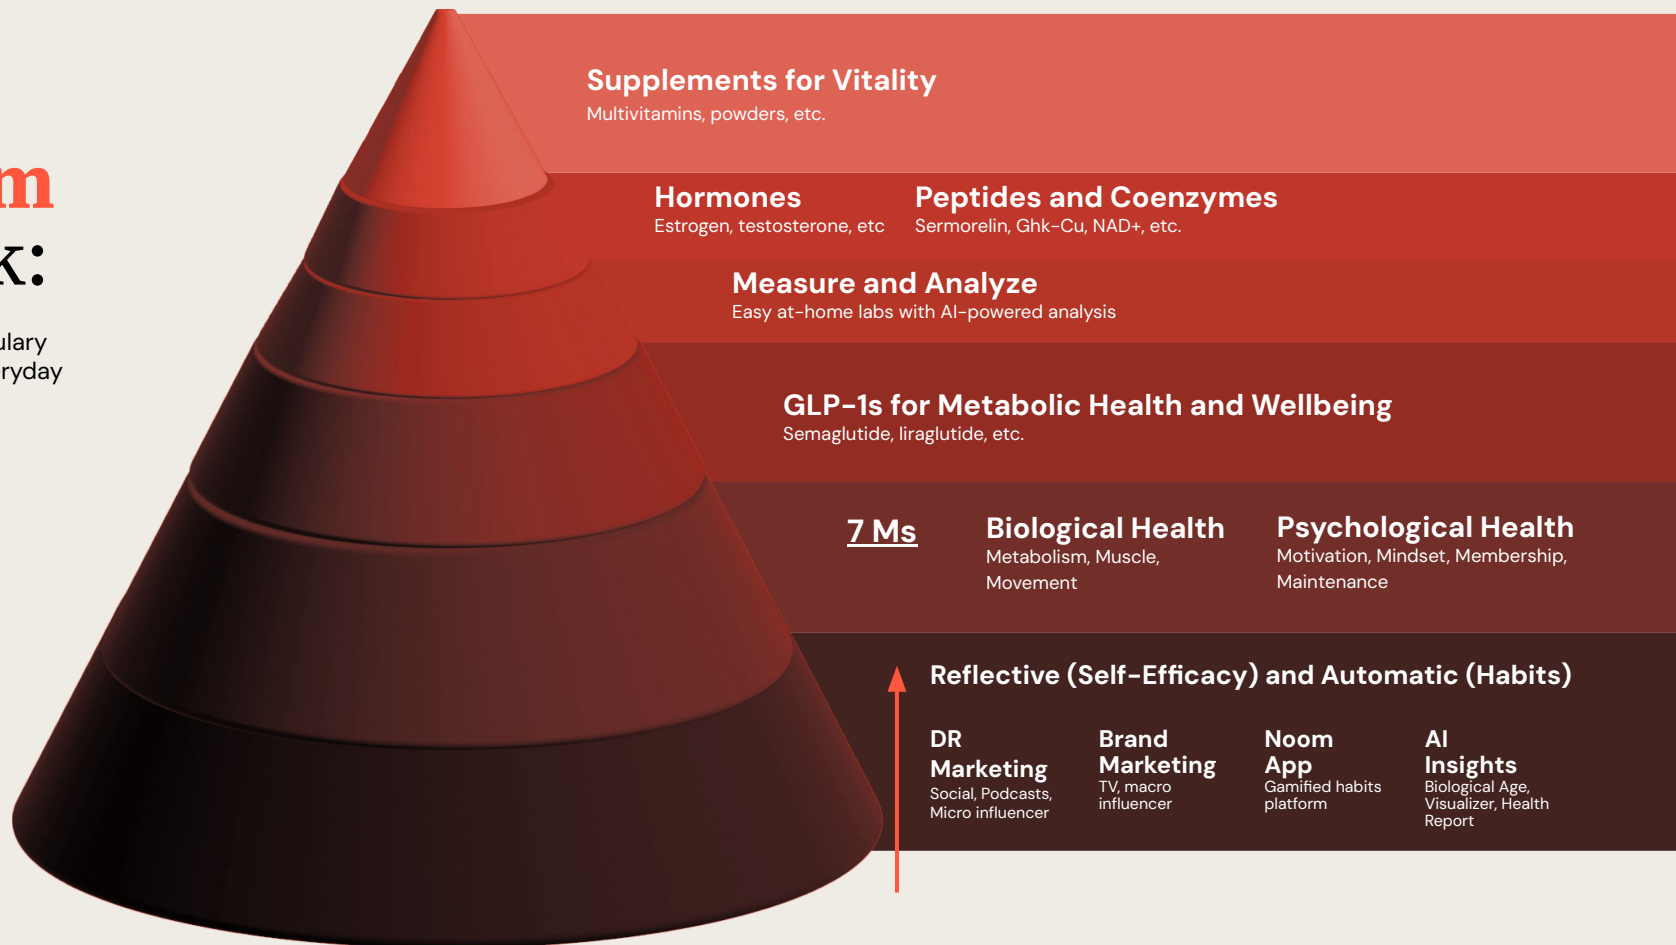 m
k:
ulary
ryday
Supplements for Vitality
Multivitamins, powders, etc.
Hormones
Estrogen, testosterone, etc
Peptides and Coenzymes
Sermorelin, Ghk-Cu, NAD+, etc.
Measure and Analyze
Easy at-home labs with AI-powered analysis
GLP-1s for Metabolic Health and Wellbeing
Semaglutide, liraglutide, etc.
7 Ms
Biological Health
Metabolism, Muscle,
Movement
Psychological Health
Motivation, Mindset, Membership,
Maintenance
Reflective (Self-Efficacy) and Automatic (Habits)
DR
Marketing
Social, Podcasts,
Micro influencer
Brand
Marketing
TV, macro
influencer
Noom
App
Gamified habits
platform
AI
Insights
Biological Age,
Visualizer, Health
Report